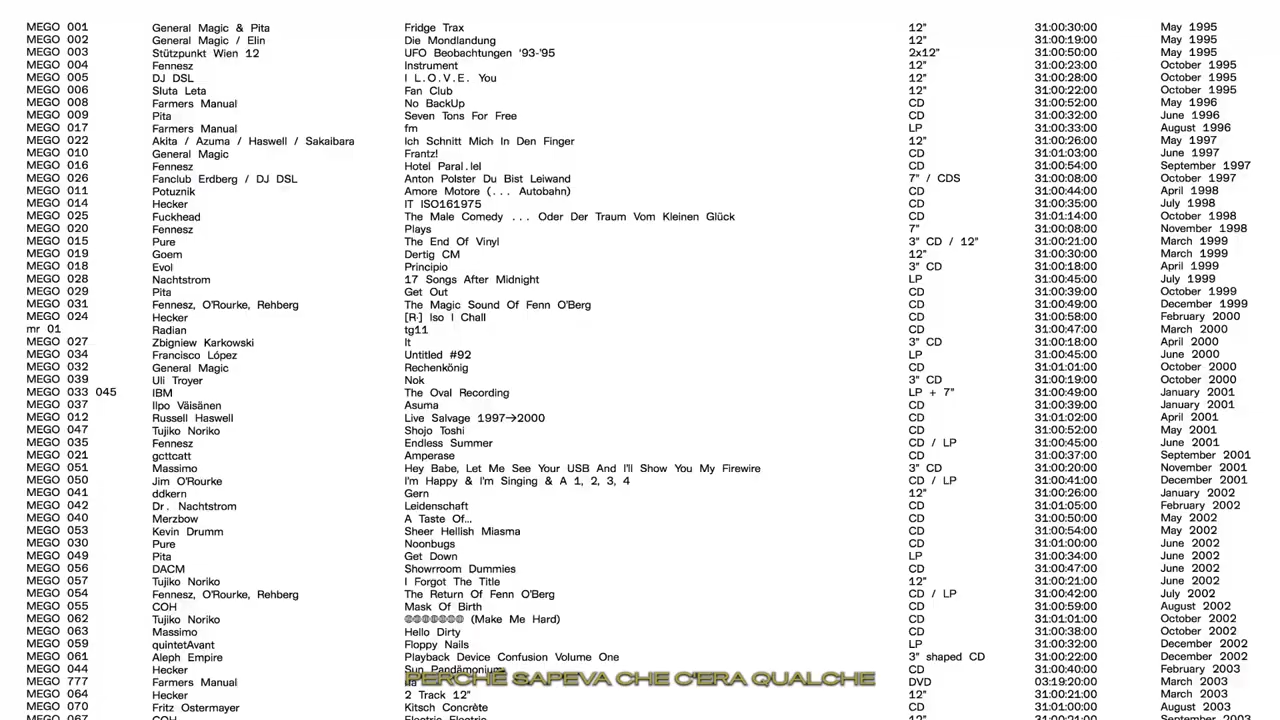 MEGO 001 General Magic & Pita Fridge Trax 12" 31:00:30:00 May 1995
MEGO 002 General Magic / Elin Die Mondlandung 12" 31:00:19:00 May 1995
MEGO 003 Stützpunkt Wien 12 UFO Beobachtungen '93-'95 2x12" 31:00:50:00 May 1995
MEGO 004 Fennesz Instrument 12" 31:00:23:00 October 1995
MEGO 005 DJ DSL I L.O.V.E. You 12" 31:00:28:00 October 1995
MEGO 006 Sluta Leta Fan Club 12" 31:00:22:00 October 1995
MEGO 008 Farmers Manual No BackUp CD 31:00:52:00 May 1996
MEGO 009 Pita Seven Tons For Free CD 31:00:32:00 June 1996
MEGO 017 Farmers Manual fm LP 31:00:33:00 August 1996
MEGO 022 Akita / Azuma / Haswell / Sakaibara Ich Schnitt Mich In Den Finger 12" 31:00:26:00 May 1997
MEGO 010 General Magic Frantz! CD 31:01:03:00 June 1997
MEGO 016 Fennesz Hotel Paral.lel CD 31:00:54:00 September 1997
MEGO 026 Fanclub Erdberg / DJ DSL Anton Polster Du Bist Leiwand 7" / CDS 31:00:08:00 October 1997
MEGO 011 Potuznik Amore Motore (... Autobahn) CD 31:00:44:00 April 1998
MEGO 014 Hecker IT ISO161975 CD 31:00:35:00 July 1998
MEGO 025 Fuckhead The Male Comedy ... Oder Der Traum Vom Kleinen Glück CD 31:01:14:00 October 1998
MEGO 020 Fennesz Plays 7" 31:00:08:00 November 1998
MEGO 015 Pure The End Of Vinyl 3" CD / 12" 31:00:21:00 March 1999
MEGO 019 Goem Dertig CM 12" 31:00:30:00 March 1999
MEGO 018 Evol Principio 3" CD 31:00:18:00 April 1999
MEGO 028 Nachtstrom 17 Songs After Midnight LP 31:00:45:00 July 1999
MEGO 029 Pita Get Out CD 31:00:39:00 October 1999
MEGO 031 Fennesz, O'Rourke, Rehberg The Magic Sound Of Fenn O'Berg CD 31:00:49:00 December 1999
MEGO 024 Hecker [R·] Iso | Chall CD 31:00:58:00 February 2000
mr 01 Radian tg11 CD 31:00:47:00 March 2000
MEGO 027 Zbigniew Karkowski It 3" CD 31:00:18:00 April 2000
MEGO 034 Francisco López Untitled #92 LP 31:00:45:00 June 2000
MEGO 032 General Magic Rechenkönig CD 31:01:01:00 October 2000
MEGO 039 Uli Troyer Nok 3" CD 31:00:19:00 October 2000
MEGO 033 045 IBM The Oval Recording LP + 7" 31:00:49:00 January 2001
MEGO 037 Ilpo Väisänen Asuma CD 31:00:39:00 January 2001
MEGO 012 Russell Haswell Live Salvage 1997→2000 CD 31:01:02:00 April 2001
MEGO 047 Tujiko Noriko Shojo Toshi CD 31:00:52:00 May 2001
MEGO 035 Fennesz Endless Summer CD / LP 31:00:45:00 June 2001
MEGO 021 gcttcatt Amperase CD 31:00:37:00 September 2001
MEGO 051 Massimo Hey Babe, Let Me See Your USB And I'll Show You My Firewire 3" CD 31:00:20:00 November 2001
MEGO 050 Jim O'Rourke I'm Happy & I'm Singing & A 1, 2, 3, 4 CD / LP 31:00:41:00 December 2001
MEGO 041 ddkern Gern 12" 31:00:26:00 January 2002
MEGO 042 Dr. Nachtstrom Leidenschaft CD 31:01:05:00 February 2002
MEGO 040 Merzbow A Taste Of... CD 31:00:50:00 May 2002
MEGO 053 Kevin Drumm Sheer Hellish Miasma CD 31:00:54:00 May 2002
MEGO 030 Pure Noonbugs CD 31:01:00:00 June 2002
MEGO 049 Pita Get Down LP 31:00:34:00 June 2002
MEGO 056 DACM Showrroom Dummies CD 31:00:47:00 June 2002
MEGO 057 Tujiko Noriko I Forgot The Title 12" 31:00:21:00 June 2002
MEGO 054 Fennesz, O'Rourke, Rehberg The Return Of Fenn O'Berg CD / LP 31:00:42:00 July 2002
MEGO 055 COH Mask Of Birth CD 31:00:59:00 August 2002
MEGO 062 Tujiko Noriko (Make Me Hard) CD 31:01:01:00 October 2002
MEGO 063 Massimo Hello Dirty CD 31:00:38:00 October 2002
MEGO 059 quintetAvant Floppy Nails LP 31:00:32:00 December 2002
MEGO 061 Aleph Empire Playback Device Confusion Volume One 3" shaped CD 31:00:22:00 December 2002
MEGO 044 Hecker Sun Pandämonium CD 31:00:40:00 February 2003
PERCHÉ SAPEVA CHE C'ERA QUALCHE
MEGO 777 Farmers Manual DVD 03:19:20:00 March 2003
MEGO 064 Hecker 2 Track 12" 12" 31:00:21:00 March 2003
MEGO 070 Fritz Ostermayer Kitsch Concrète CD 31:01:00:00 August 2003
MEGO 067 COH Electric Electric 12" 31:00:21:00 September 2003